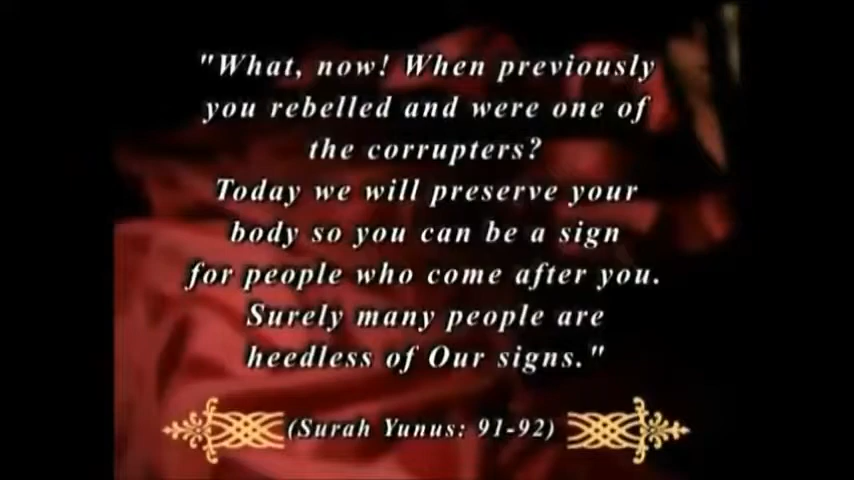 "What, now! When previously
you rebelled and were one of
the corrupters?
Today we will preserve your
body so you can be a sign
for people who come after you.
Surely many people are
heedless of Our signs."
(Surah Yunus: 91-92)